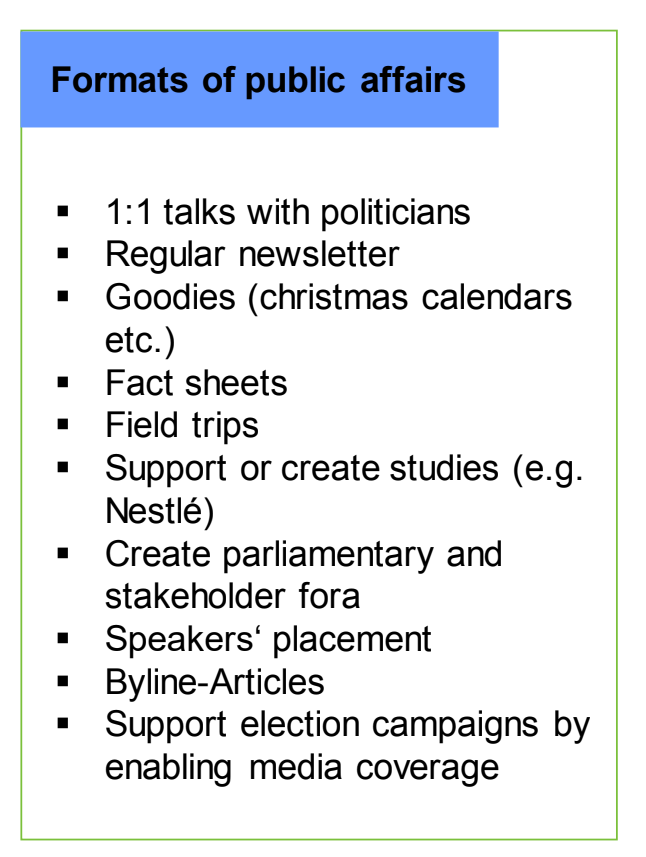 Formats of public affairs
▪ 1:1 talks with politicians
▪ Regular newsletter
▪ Goodies (christmas calendars
etc.)
▪ Fact sheets
▪ Field trips
▪ Support or create studies (e.g.
Nestlé)
▪ Create parliamentary and
stakeholder fora
▪ Speakers‘ placement
▪ Byline-Articles
▪ Support election campaigns by
enabling media coverage